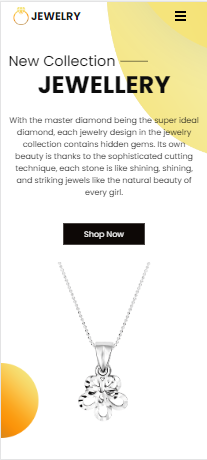 JEWELRY
New Collection
JEWELLERY
With the master diamond being the super ideal
diamond, each jewelry design in the jewelry
collection contains hidden gems. Its own
beauty is thanks to the sophisticated cutting
technique, each stone is like shining, shining,
and striking jewels like the natural beauty of
every girl.
Shop Now